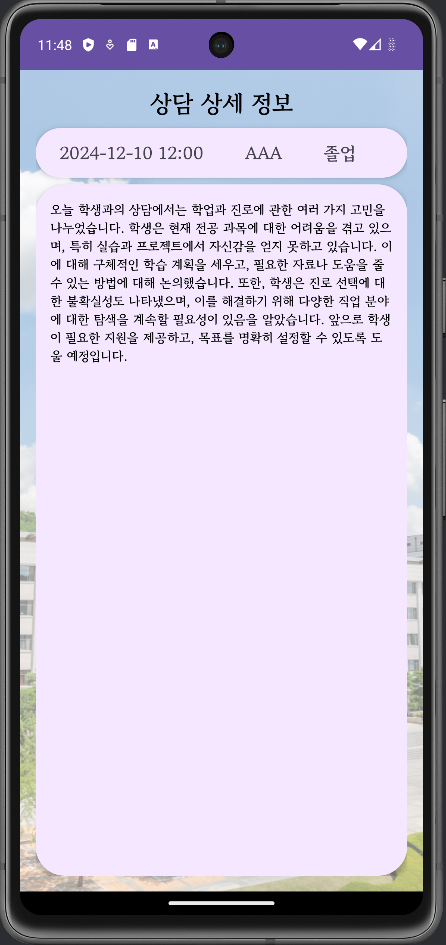 11:48
상담 상세 정보
2024-12-10 12:00 AAA 졸업
오늘 학생과의 상담에서는 학업과 진로에 관한 여러 가지 고민을
나누었습니다. 학생은 현재 전공 과목에 대한 어려움을 겪고 있으
며, 특히 실습과 프로젝트에서 자신감을 얻지 못하고 있습니다. 이
에 대해 구체적인 학습 계획을 세우고, 필요한 자료나 도움을 줄
수 있는 방법에 대해 논의했습니다. 또한, 학생은 진로 선택에 대
한 불확실성도 나타냈으며, 이를 해결하기 위해 다양한 직업 분야
에 대한 탐색을 계속할 필요성이 있음을 알았습니다. 앞으로 학생
이 필요한 지원을 제공하고, 목표를 명확히 설정할 수 있도록 도
울 예정입니다.